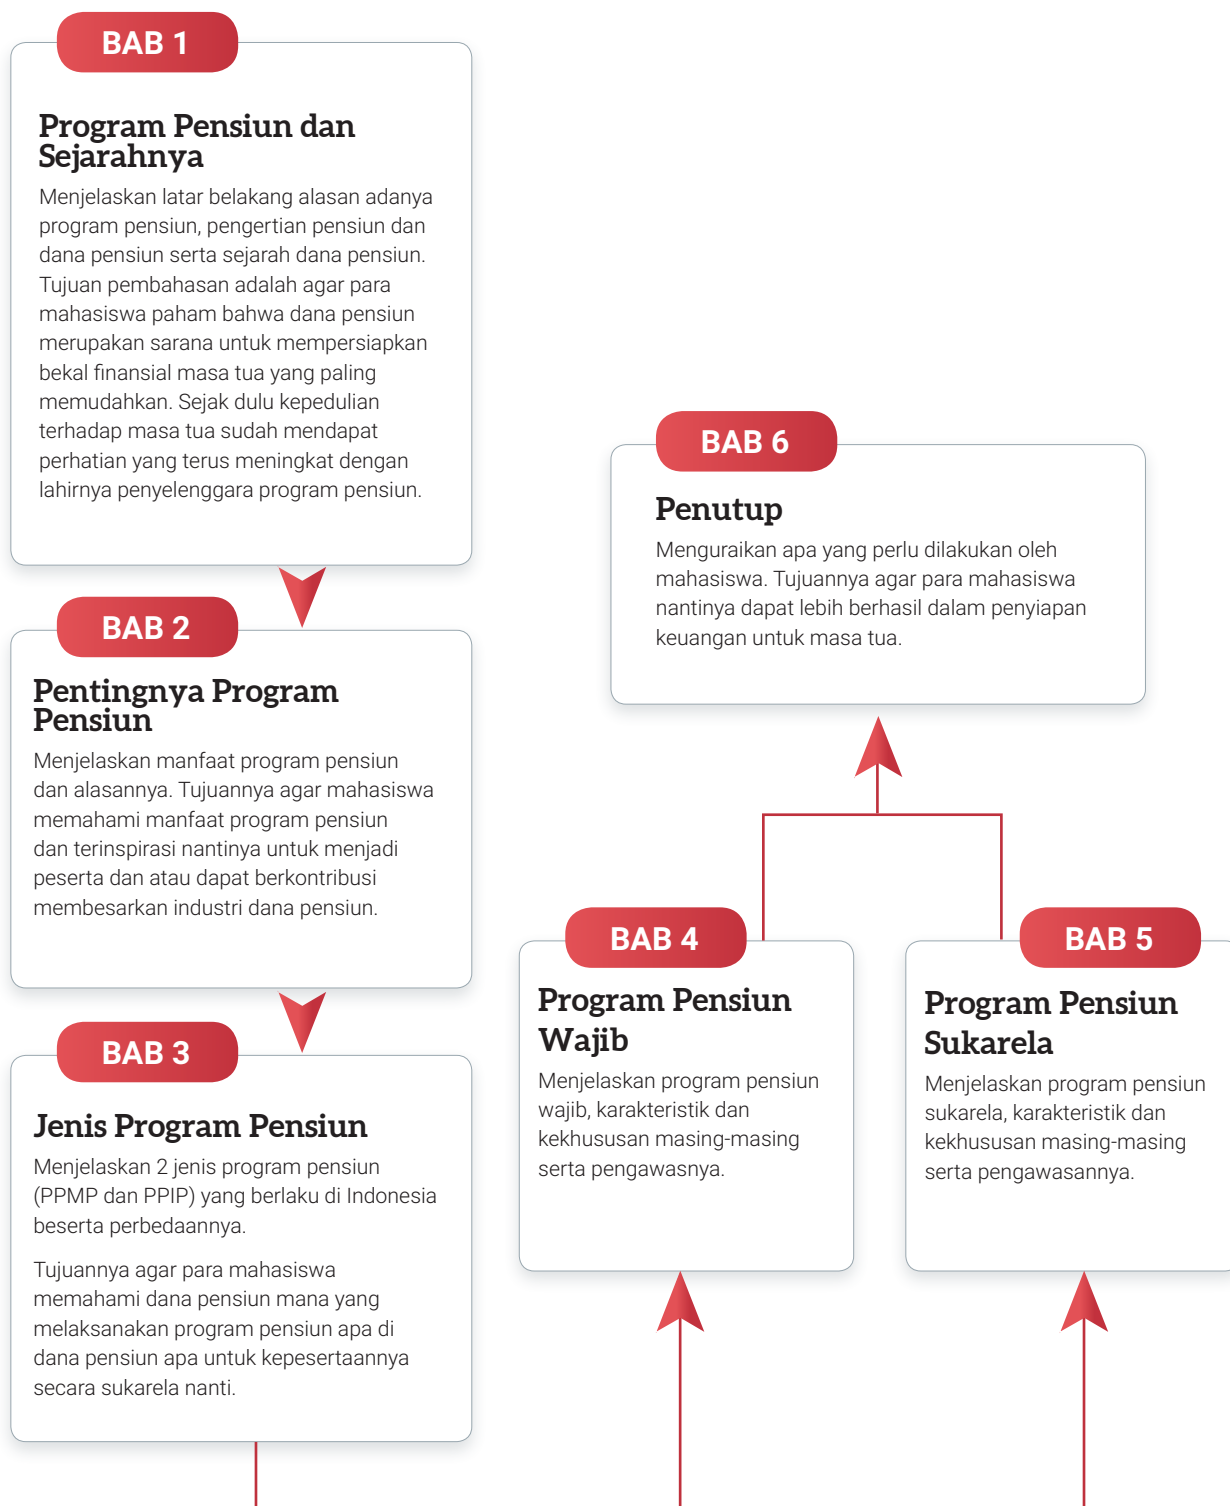 BAB 1
Program Pensiun dan
Sejarahnya
Menjelaskan latar belakang alasan adanya
program pensiun, pengertian pensiun dan
dana pensiun serta sejarah dana pensiun.
Tujuan pembahasan adalah agar para
mahasiswa paham bahwa dana pensiun
merupakan sarana untuk mempersiapkan
bekal finansial masa tua yang paling
memudahkan. Sejak dulu kepedulian
terhadap masa tua sudah mendapat
perhatian yang terus meningkat dengan
lahirnya penyelenggara program pensiun.
BAB 2
Pentingnya Program
Pensiun
Menjelaskan manfaat program pensiun
dan alasannya. Tujuannya agar mahasiswa
memahami manfaat program pensiun
dan terinspirasi nantinya untuk menjadi
peserta dan atau dapat berkontribusi
membesarkan industri dana pensiun.
BAB 3
Jenis Program Pensiun
Menjelaskan 2 jenis program pensiun
(PPMP dan PPIP) yang berlaku di Indonesia
beserta perbedaannya.
Tujuannya agar para mahasiswa
memahami dana pensiun mana yang
melaksanakan program pensiun apa di
dana pensiun apa untuk kepesertaannya
secara sukarela nanti.
BAB 4
Program Pensiun
Wajib
Menjelaskan program pensiun
wajib, karakteristik dan
kekhususan masing-masing
serta pengawasnya.
BAB 5
Program Pensiun
Sukarela
Menjelaskan program pensiun
sukarela, karakteristik dan
kekhususan masing-masing
serta pengawasannya.
BAB 6
Penutup
Menguraikan apa yang perlu dilakukan oleh
mahasiswa. Tujuannya agar para mahasiswa
nantinya dapat lebih berhasil dalam penyiapan
keuangan untuk masa tua.